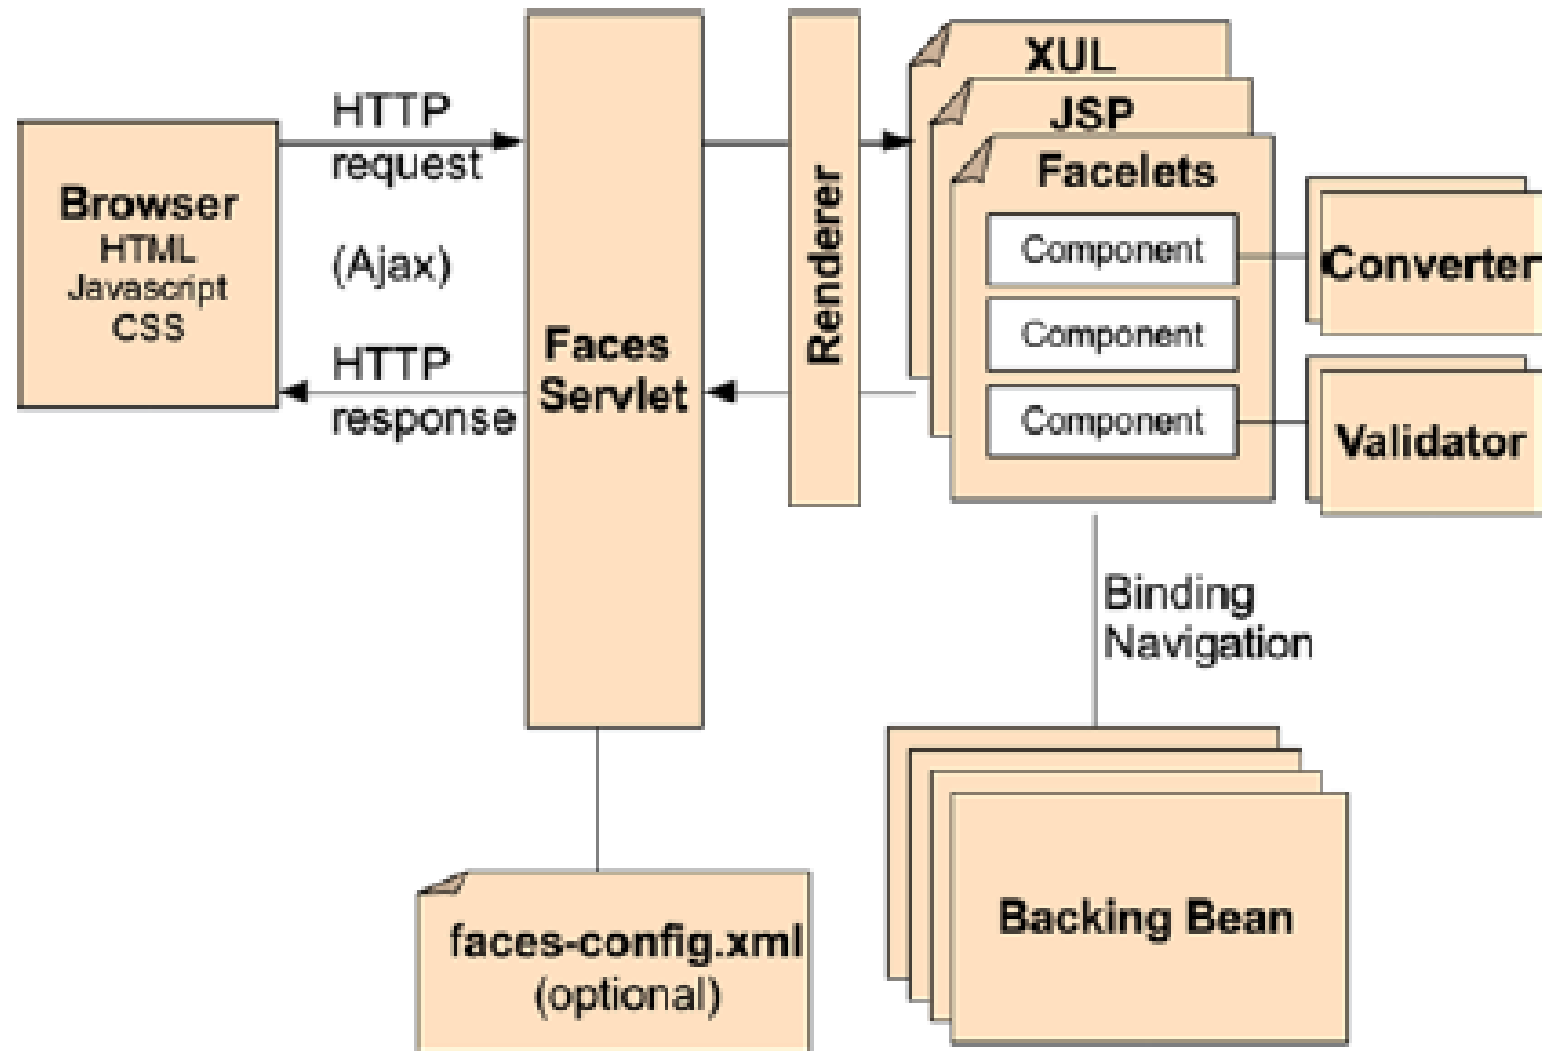 XUL
JSP
Facelets
HTTP
request
Browser
HTML
Javascript
CSS
(Ajax)
HTTP
response
Faces
Servlet
Renderer
Component
Component
Component
Converter
Validator
Binding
Navigation
faces-config.xml
(optional)
Backing Bean